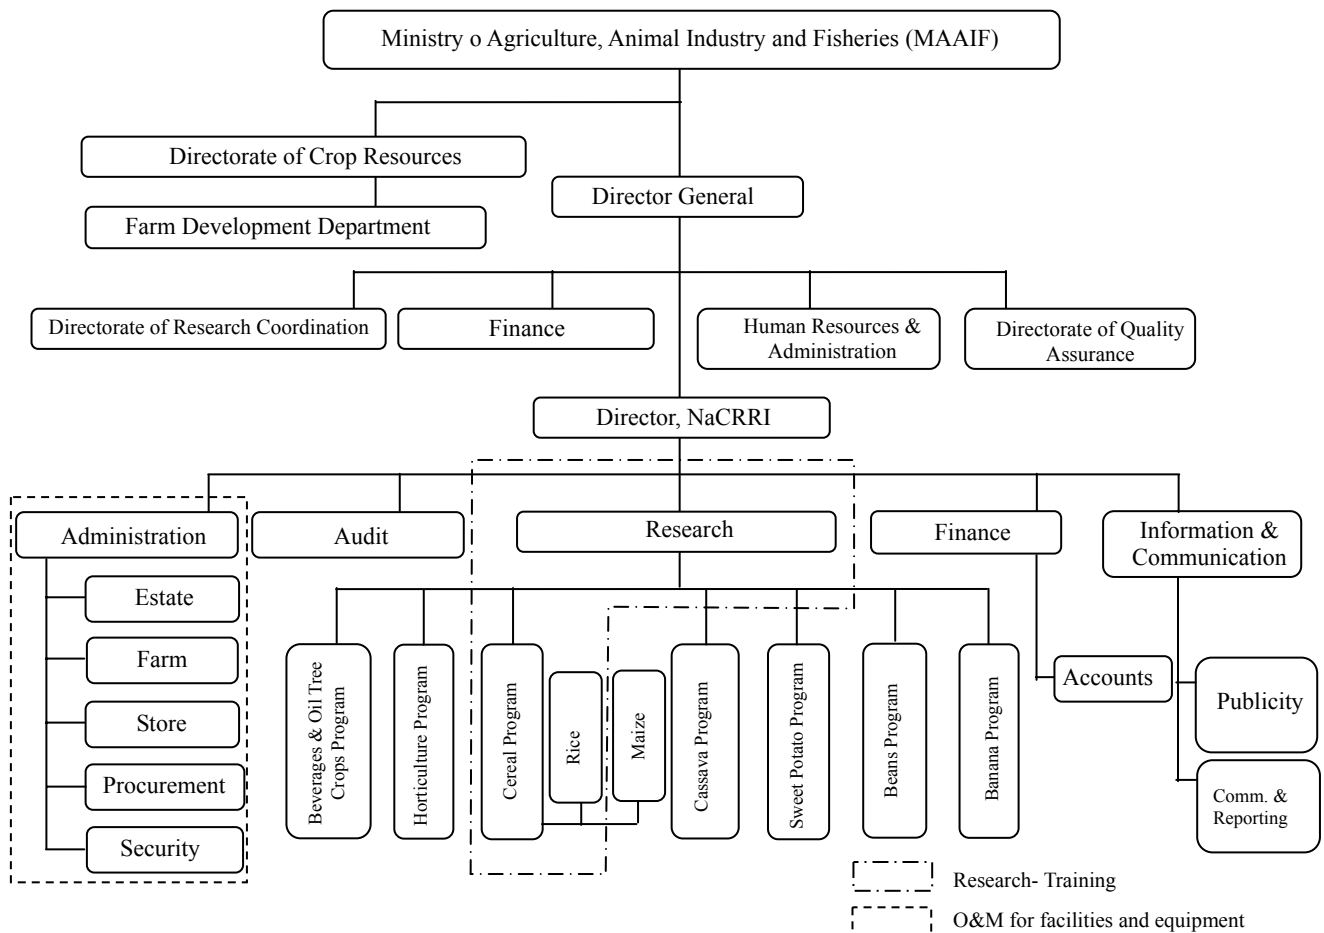 Ministry o Agriculture, Animal Industry and Fisheries (MAAIF)
Directorate of Crop Resources
Director General
Farm Development Department
Directorate of Research Coordination
Finance
Human Resources &
Administration
Directorate of Quality
Assurance
Director, NaCRRI
Administration
Audit
Research
Finance
Information &
Communication
Estate
Farm
Store
Procurement
Security
Beverages & Oil Tree
Crops Program
Horticulture Program
Cereal Program
Rice
Maize
Cassava Program
Sweet Potato Program
Beans Program
Banana Program
Accounts
Publicity
Comm. &
Reporting
Research- Training
O&M for facilities and equipment